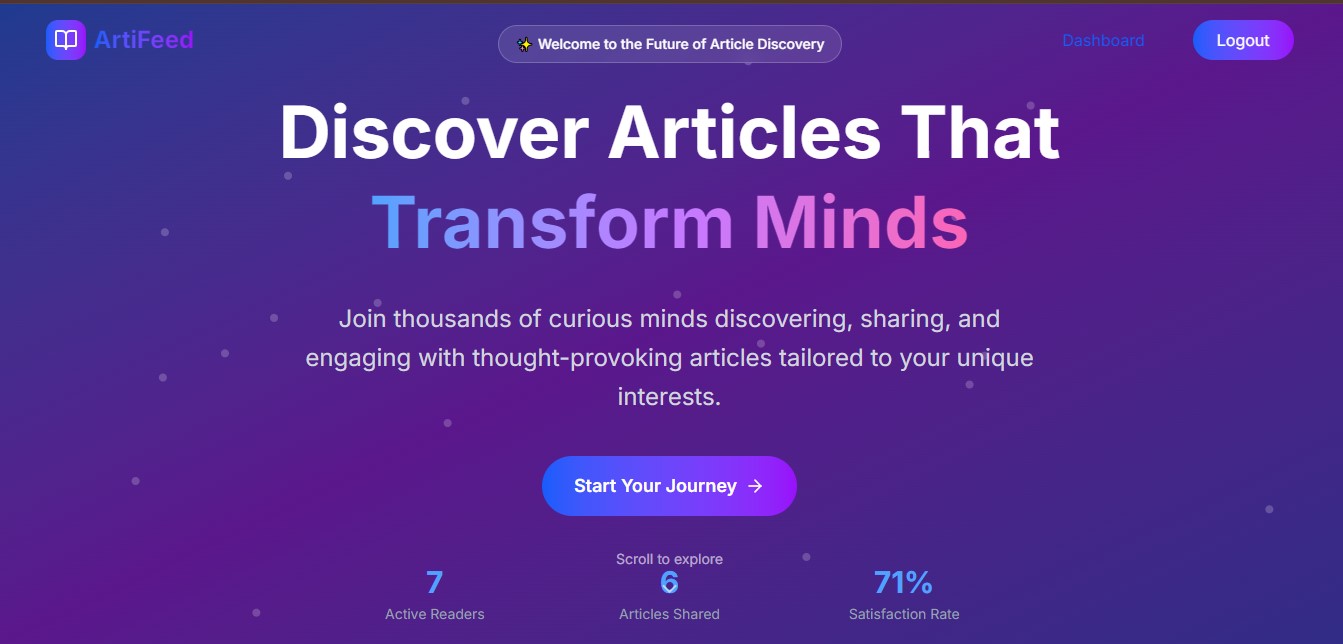 ArtiFeed
✨ Welcome to the Future of Article Discovery
Dashboard
Logout
Discover Articles That
Transform Minds
Join thousands of curious minds discovering, sharing, and
engaging with thought-provoking articles tailored to your unique
interests.
Start Your Journey →
Scroll to explore
7
6
71%
Active Readers
Articles Shared
Satisfaction Rate